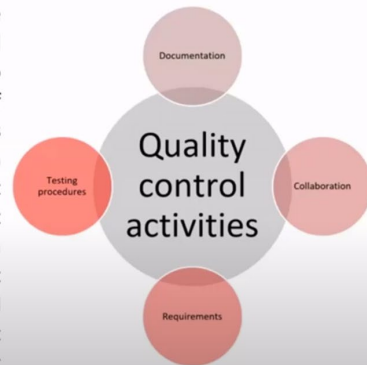 Documentation
Quality
control
activities
Testing
procedures
Collaboration
Requirements